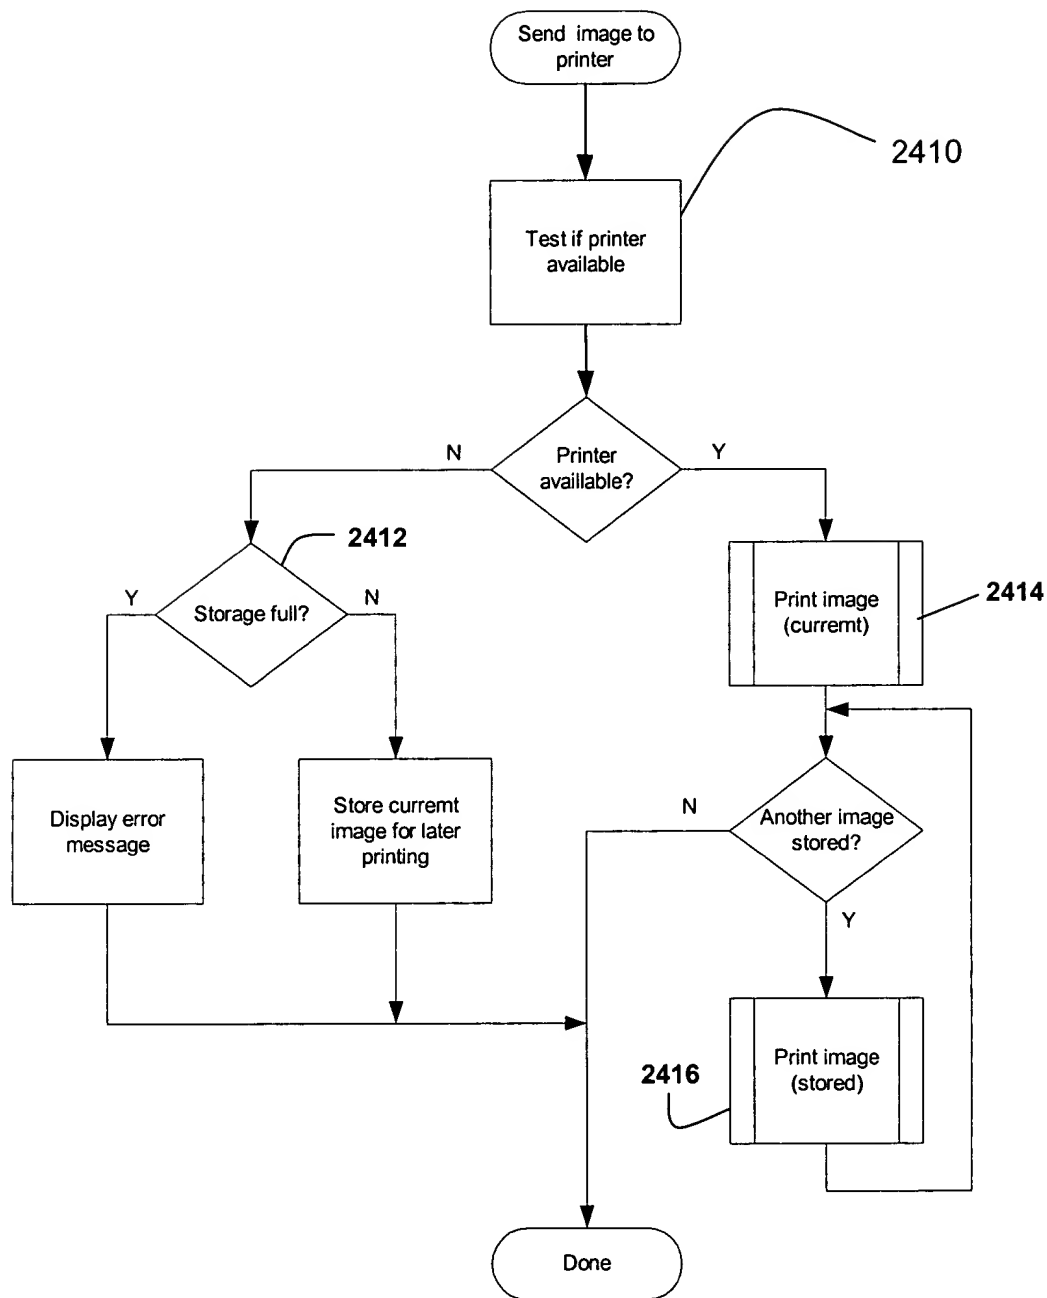 Send image to
printer
2410
Test if printer
available
N
Y
Printer
availlable?
2412
Y
N
Storage full?
Print image
(curremt)
2414
Display error
message
Store curremt
image for later
printing
N
Another image
stored?
Y
Print image
(stored)
2416
Done